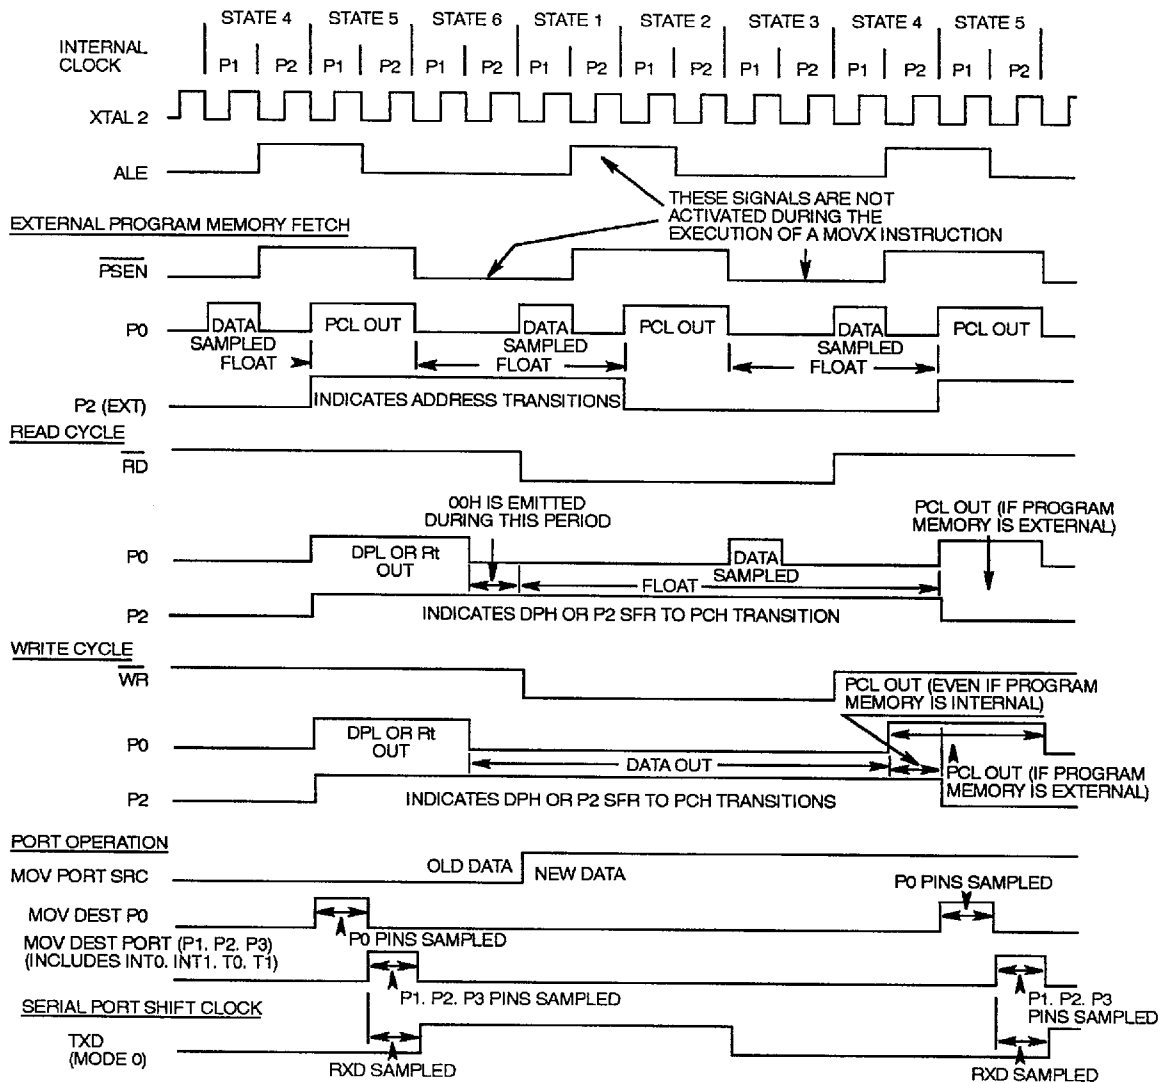 STATE 4 STATE 5 STATE 6 STATE 1 STATE 2 STATE 3 STATE 4 STATE 5
INTERNAL
CLOCK
P1 P2 P1 P2 P1 P2 P1 P2 P1 P2 P1 P2 P1 P2 P1 P2
XTAL 2
ALE
THESE SIGNALS ARE NOT
ACTIVATED DURING THE
EXECUTION OF A MOVX INSTRUCTION
EXTERNAL PROGRAM MEMORY FETCH
PSEN
P0
DATA PCL OUT DATA PCL OUT DATA PCL OUT
SAMPLED SAMPLED SAMPLED
FLOAT FLOAT FLOAT
P2 (EXT)
INDICATES ADDRESS TRANSITIONS
READ CYCLE
RD
00H IS EMITTED
DURING THIS PERIOD
PCL OUT (IF PROGRAM
MEMORY IS EXTERNAL)
P0
DPL OR Rt
OUT
DATA
SAMPLED
FLOAT
P2
INDICATES DPH OR P2 SFR TO PCH TRANSITION
WRITE CYCLE
WR
PCL OUT (EVEN IF PROGRAM
MEMORY IS INTERNAL)
P0
DPL OR Rt
OUT
DATA OUT
PCL OUT (IF PROGRAM
MEMORY IS EXTERNAL)
P2
INDICATES DPH OR P2 SFR TO PCH TRANSITIONS
PORT OPERATION
MOV PORT SRC
OLD DATA NEW DATA
MOV DEST P0
P0 PINS SAMPLED
P0 PINS SAMPLED
MOV DEST PORT (P1. P2. P3)
(INCLUDES INT0. INT1. T0. T1)
P1. P2. P3 PINS SAMPLED
P1. P2. P3
PINS SAMPLED
SERIAL PORT SHIFT CLOCK
TXD
(MODE 0)
RXD SAMPLED
RXD SAMPLED